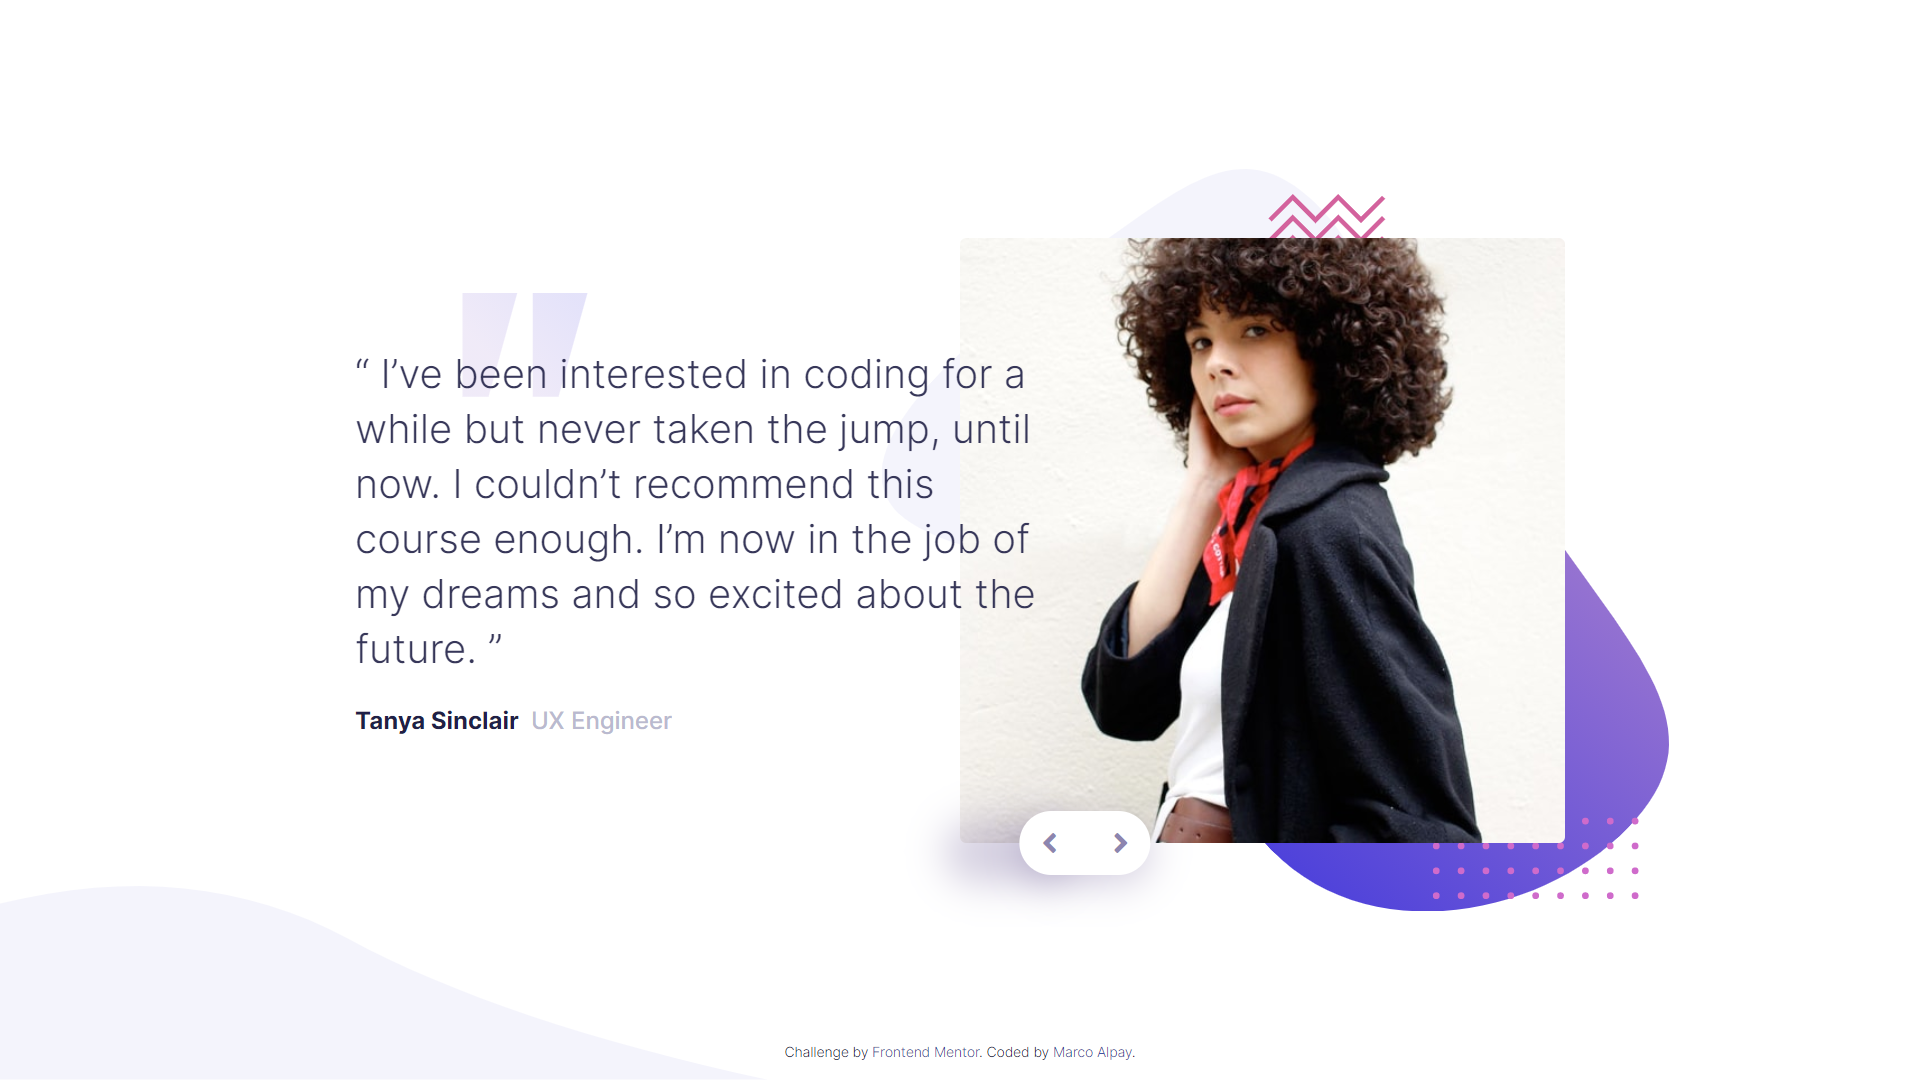 “ I’ve been interested in coding for a
while but never taken the jump, until
now. I couldn’t recommend this
course enough. I’m now in the job of
my dreams and so excited about the
future. ”
Tanya Sinclair UX Engineer
Challenge by Frontend Mentor. Coded by Marco Alpay.